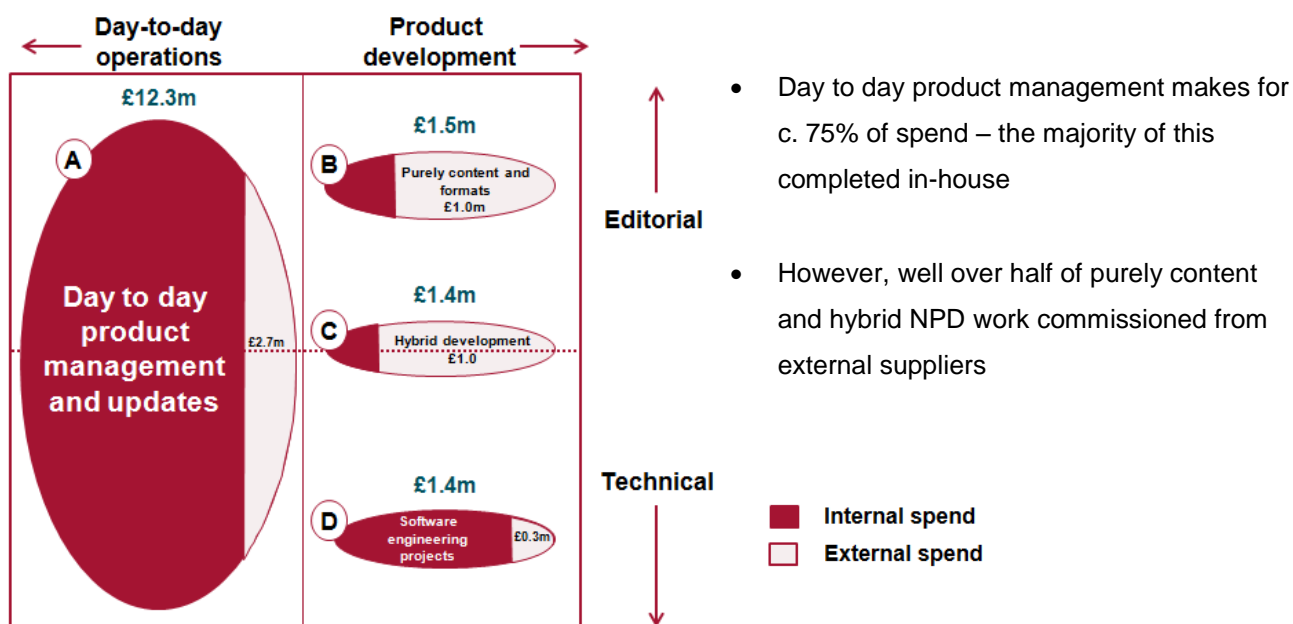 Day-to-day
operations
Product
development
£12.3m
A
Day to day
product
management
and updates
£2.7m
£1.5m
B
Purely content and
formats
£1.0m
£1.4m
C
Hybrid development
£1.0
£1.4m
D
Software
engineering
projects
£0.3m
Editorial
Technical
• Day to day product management makes for
c. 75% of spend – the majority of this
completed in-house
• However, well over half of purely content
and hybrid NPD work commissioned from
external suppliers
Internal spend
External spend